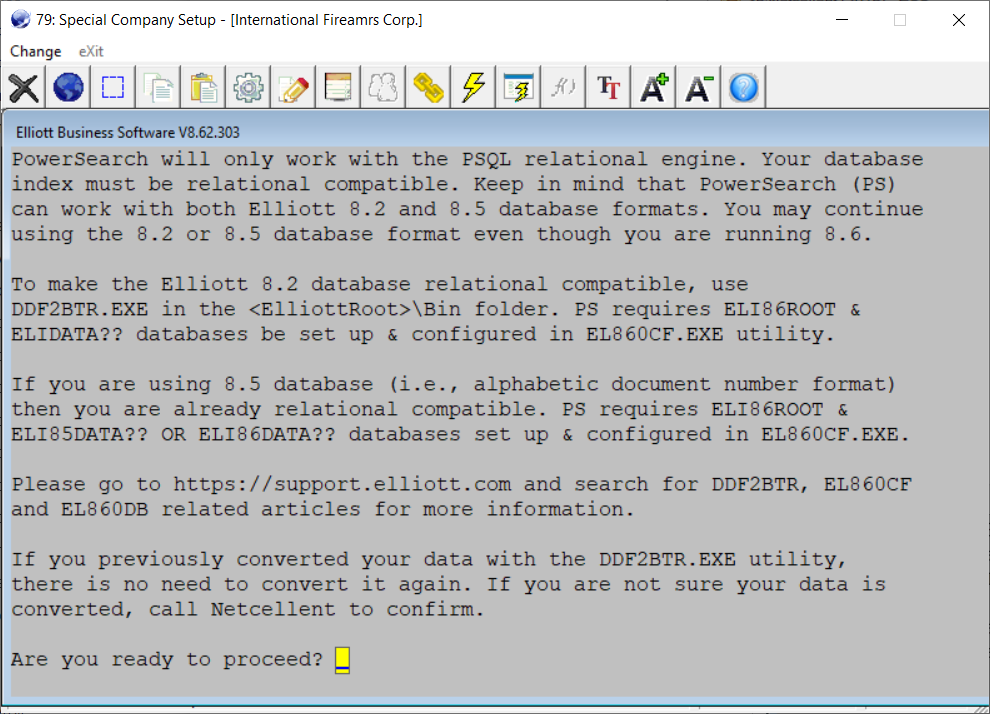 79: Special Company Setup - [International Fireamrs Corp.]
Change eXit
f() TT A+ A- ?
Elliott Business Software V8.62.303
PowerSearch will only work with the PSQL relational engine. Your database
index must be relational compatible. Keep in mind that PowerSearch (PS)
can work with both Elliott 8.2 and 8.5 database formats. You may continue
using the 8.2 or 8.5 database format even though you are running 8.6.
To make the Elliott 8.2 database relational compatible, use
DDF2BTR.EXE in the <ElliottRoot>\Bin folder. PS requires ELI86ROOT &
ELIDATA?? databases be set up & configured in EL860CF.EXE utility.
If you are using 8.5 database (i.e., alphabetic document number format)
then you are already relational compatible. PS requires ELI86ROOT &
ELI85DATA?? OR ELI86DATA?? databases set up & configured in EL860CF.EXE.
Please go to https://support.elliott.com and search for DDF2BTR, EL860CF
and EL860DB related articles for more information.
If you previously converted your data with the DDF2BTR.EXE utility,
there is no need to convert it again. If you are not sure your data is
converted, call Netcellent to confirm.
Are you ready to proceed?